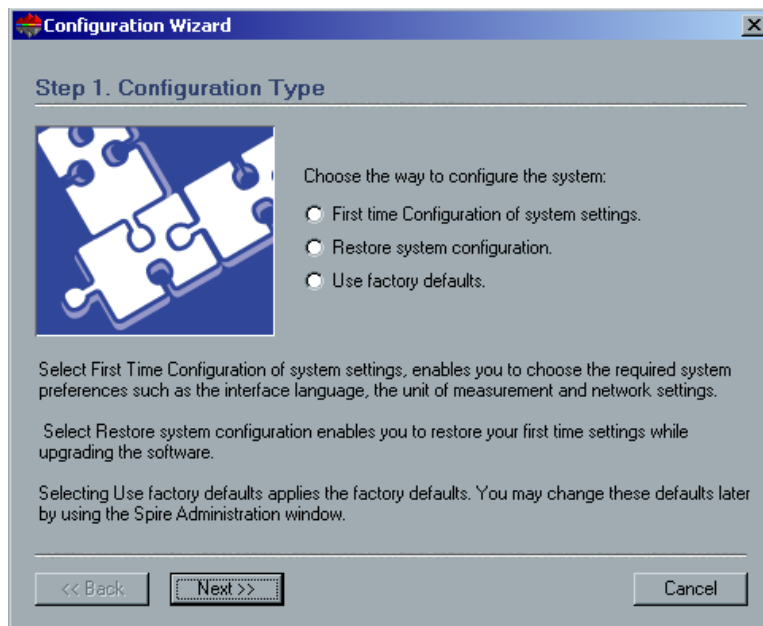 Configuration Wizard
Step 1. Configuration Type
Choose the way to configure the system:
First time Configuration of system settings.
Restore system configuration.
Use factory defaults.
Select First Time Configuration of system settings, enables you to choose the required system
preferences such as the interface language, the unit of measurement and network settings.
Select Restore system configuration enables you to restore your first time settings while
upgrading the software.
Selecting Use factory defaults applies the factory defaults. You may change these defaults later
by using the Spire Administration window.
<< Back
Next >>
Cancel